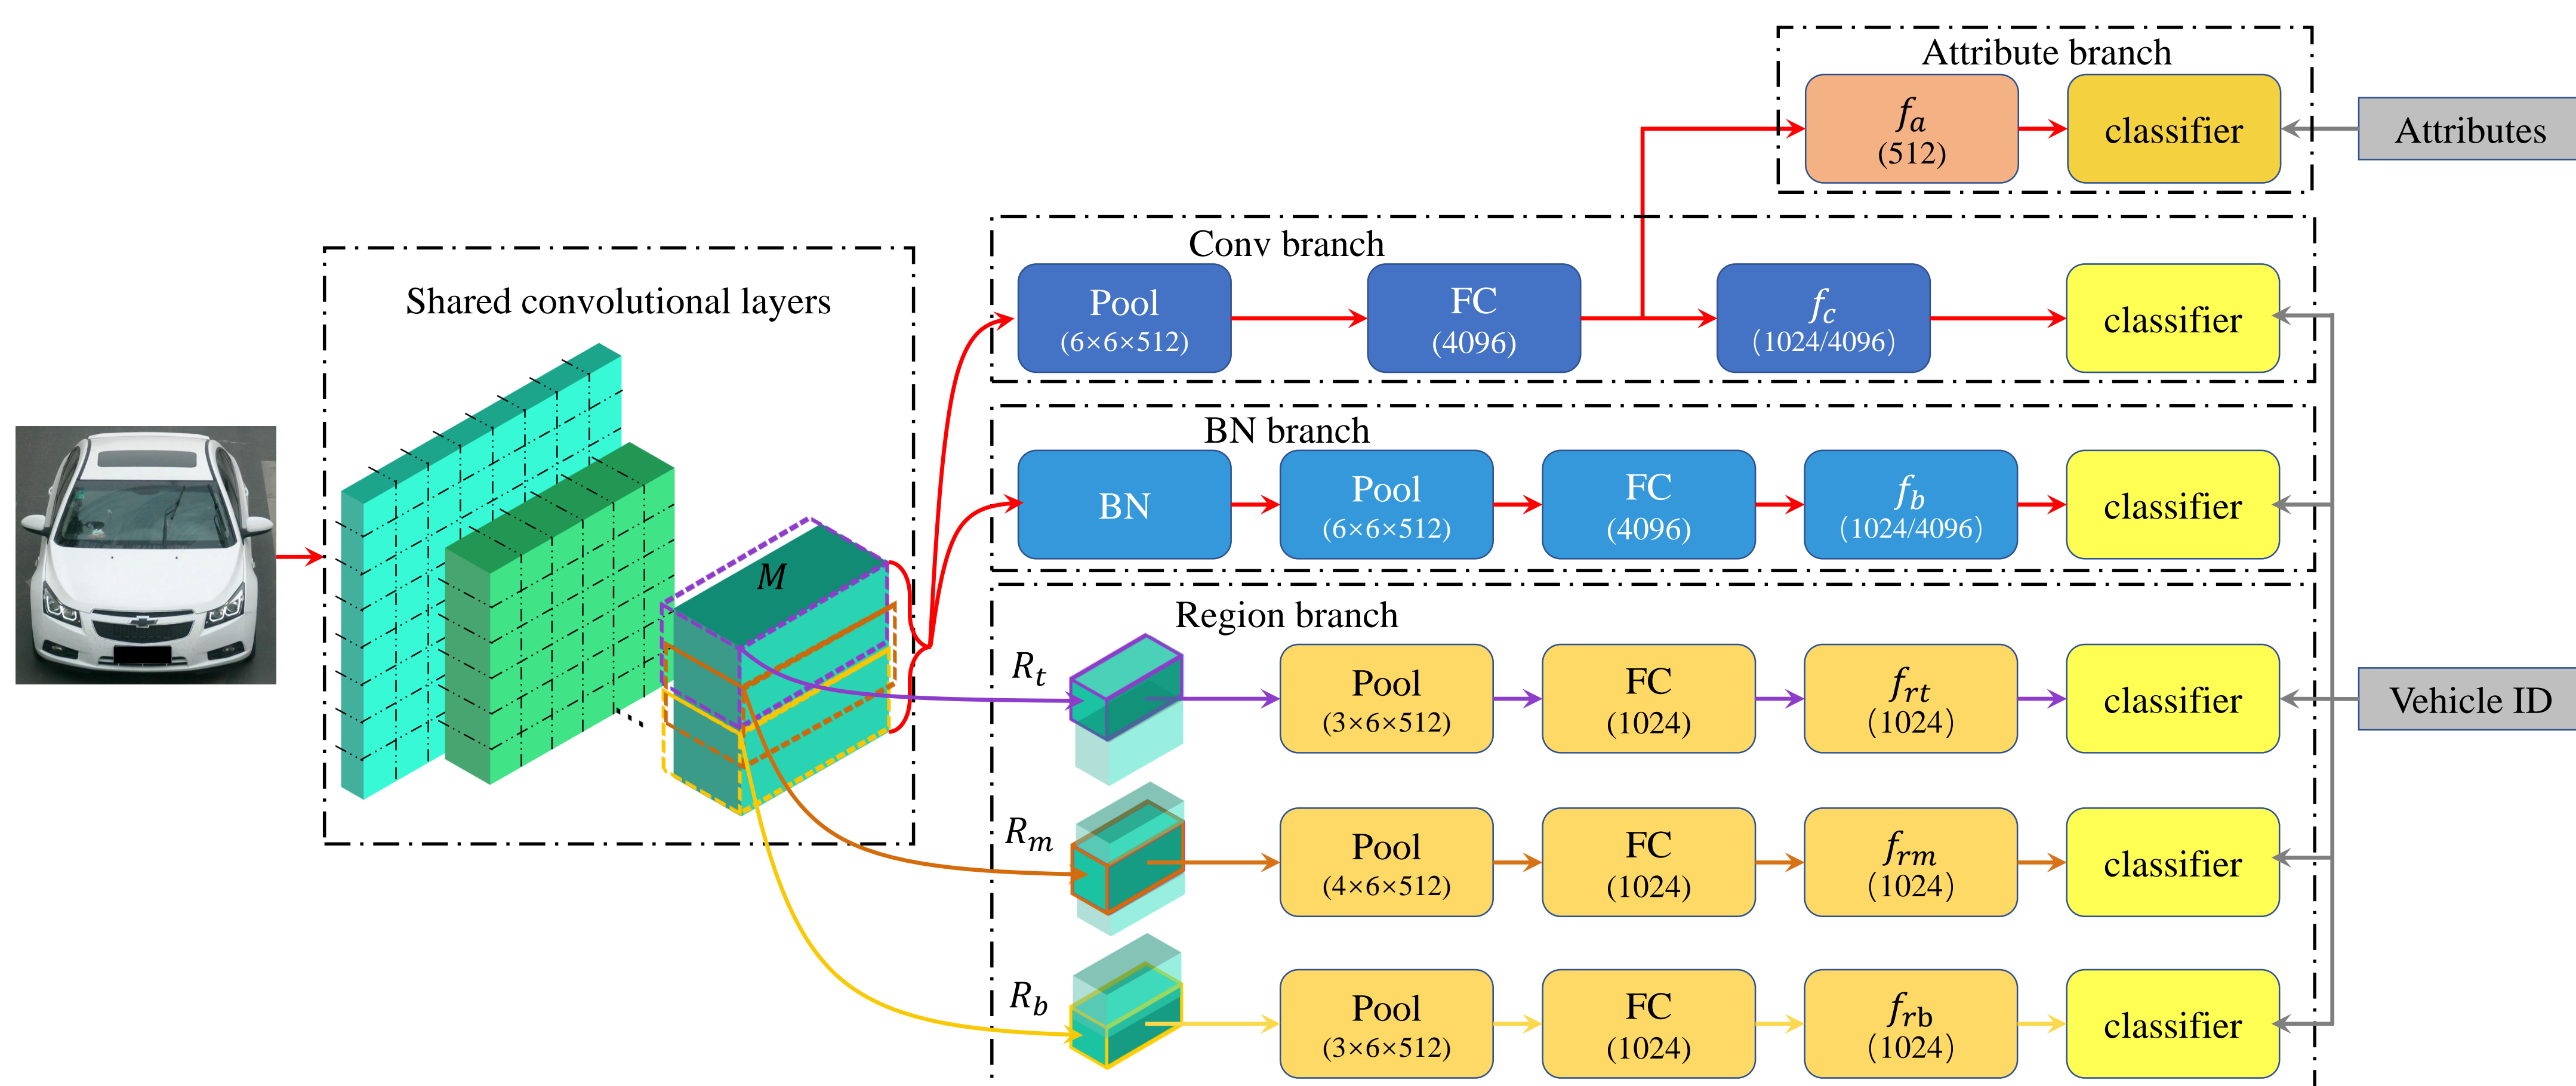 Attribute branch
f_a
(512)
classifier
Attributes
Conv branch
Pool
(6×6×512)
FC
(4096)
f_c
(1024/4096)
classifier
Shared convolutional layers
M
BN branch
BN
Pool
(6×6×512)
FC
(4096)
f_b
(1024/4096)
classifier
Region branch
R_t
Pool
(3×6×512)
FC
(1024)
f_rt
(1024)
classifier
Vehicle ID
R_m
Pool
(4×6×512)
FC
(1024)
f_rm
(1024)
classifier
R_b
Pool
(3×6×512)
FC
(1024)
f_rb
(1024)
classifier